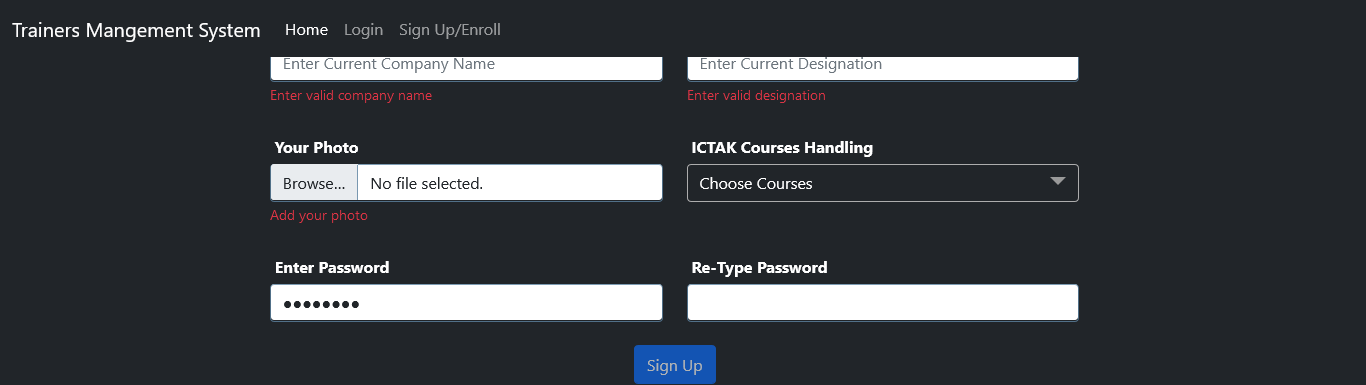 Trainers Mangement System Home Login Sign Up/Enroll
Enter Current Company Name Enter Current Designation
Enter valid company name Enter valid designation
Your Photo ICTAK Courses Handling
Browse... No file selected. Choose Courses
Add your photo
Enter Password Re-Type Password
●●●●●●●●
Sign Up